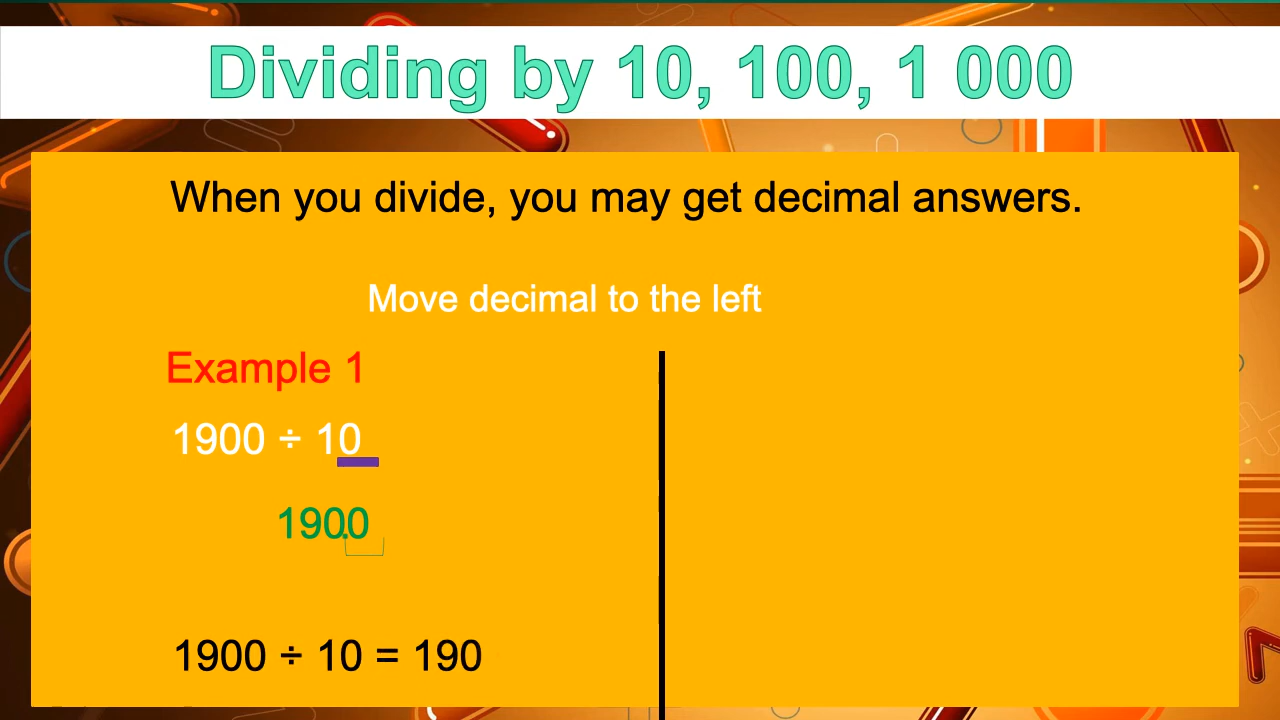 Dividing by 10, 100, 1 000
When you divide, you may get decimal answers.
Move decimal to the left
Example 1
1900 ÷ 10
190.0
1900 ÷ 10 = 190